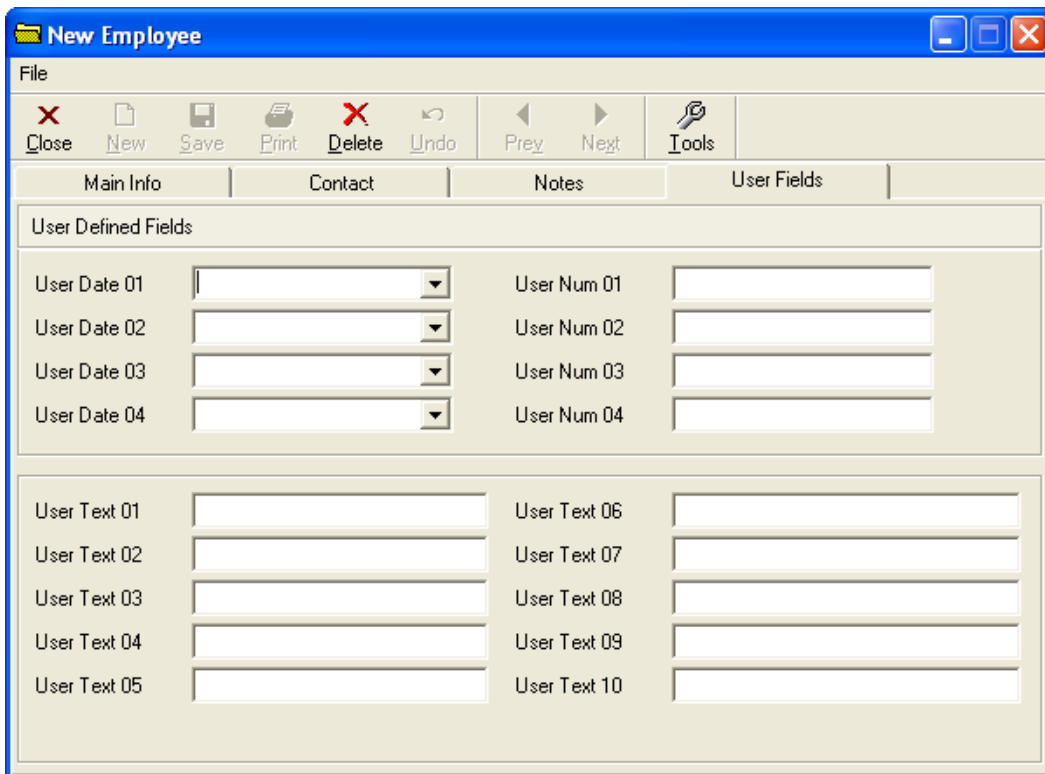 New Employee
File
Close New Save Print Delete Undo Prev Next Tools
Main Info Contact Notes User Fields
User Defined Fields
User Date 01 User Num 01
User Date 02 User Num 02
User Date 03 User Num 03
User Date 04 User Num 04
User Text 01 User Text 06
User Text 02 User Text 07
User Text 03 User Text 08
User Text 04 User Text 09
User Text 05 User Text 10